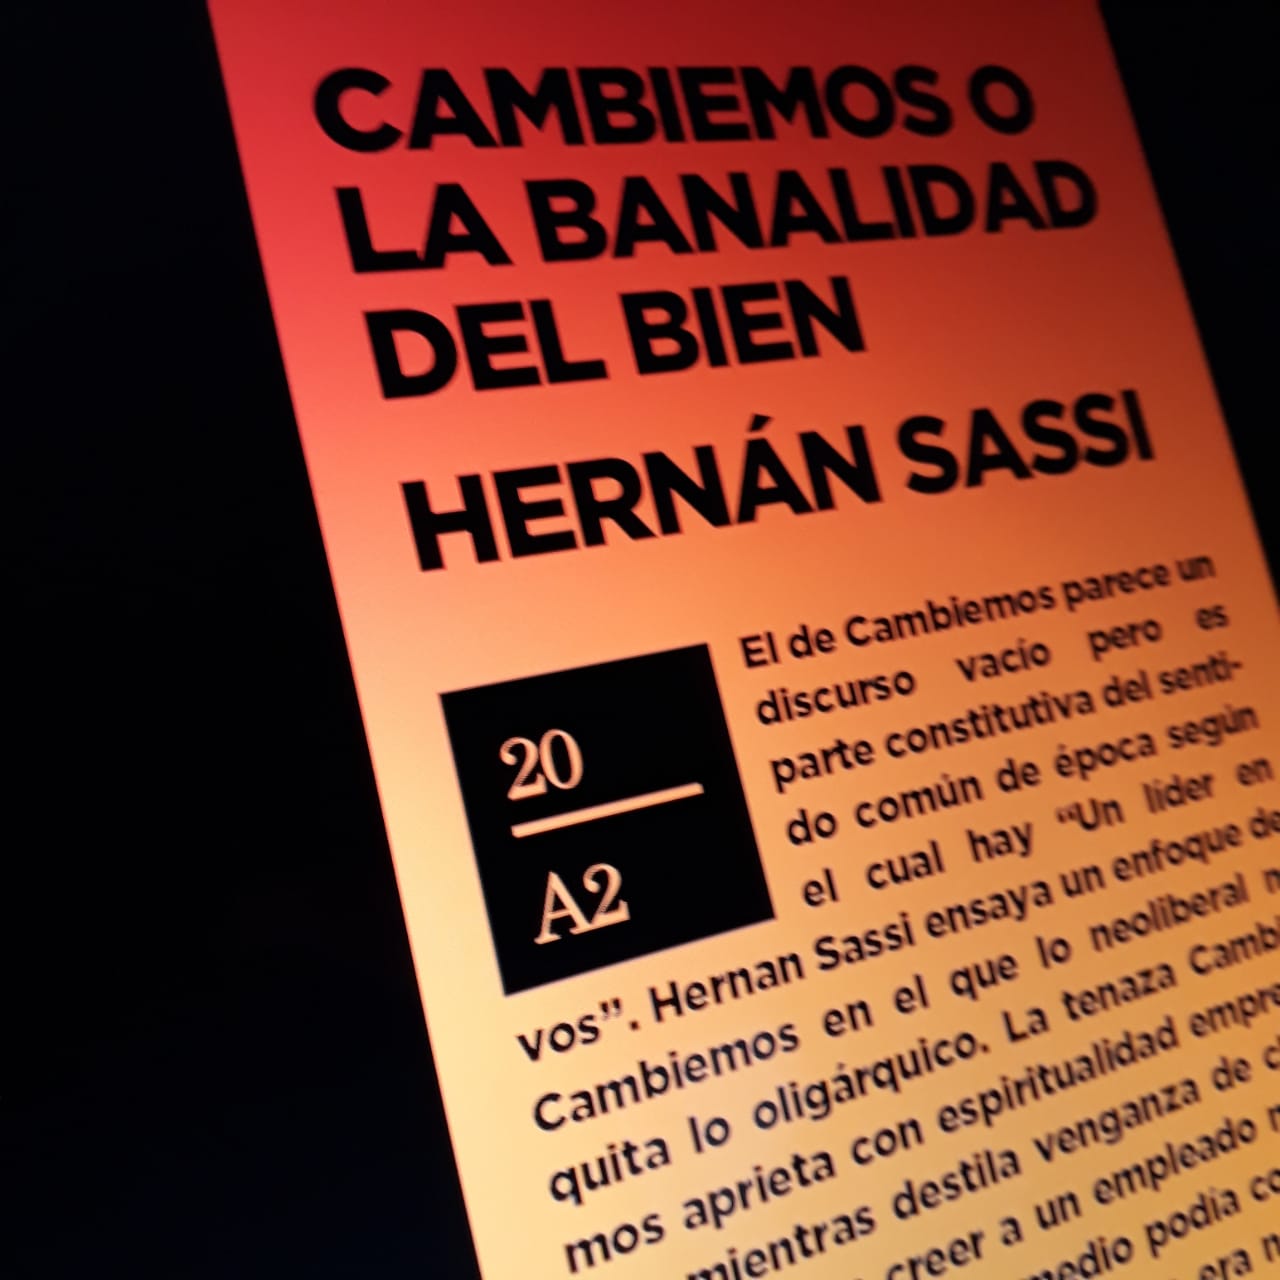 CAMBIEMOS O
LA BANALIDAD
DEL BIEN
HERNÁN SASSI
20
A2
El de Cambiemos parece un
discurso vacío pero es
parte constitutiva del senti-
do común de época según
el cual hay “Un líder en
vos”. Hernan Sassi ensaya un enfoque de
Cambiemos en el que lo neoliberal
quita lo oligárquico. La tenaza Cambi
mos aprieta con espiritualidad empre
mientras destila venganza de
creer a un empleado
medio podía
era